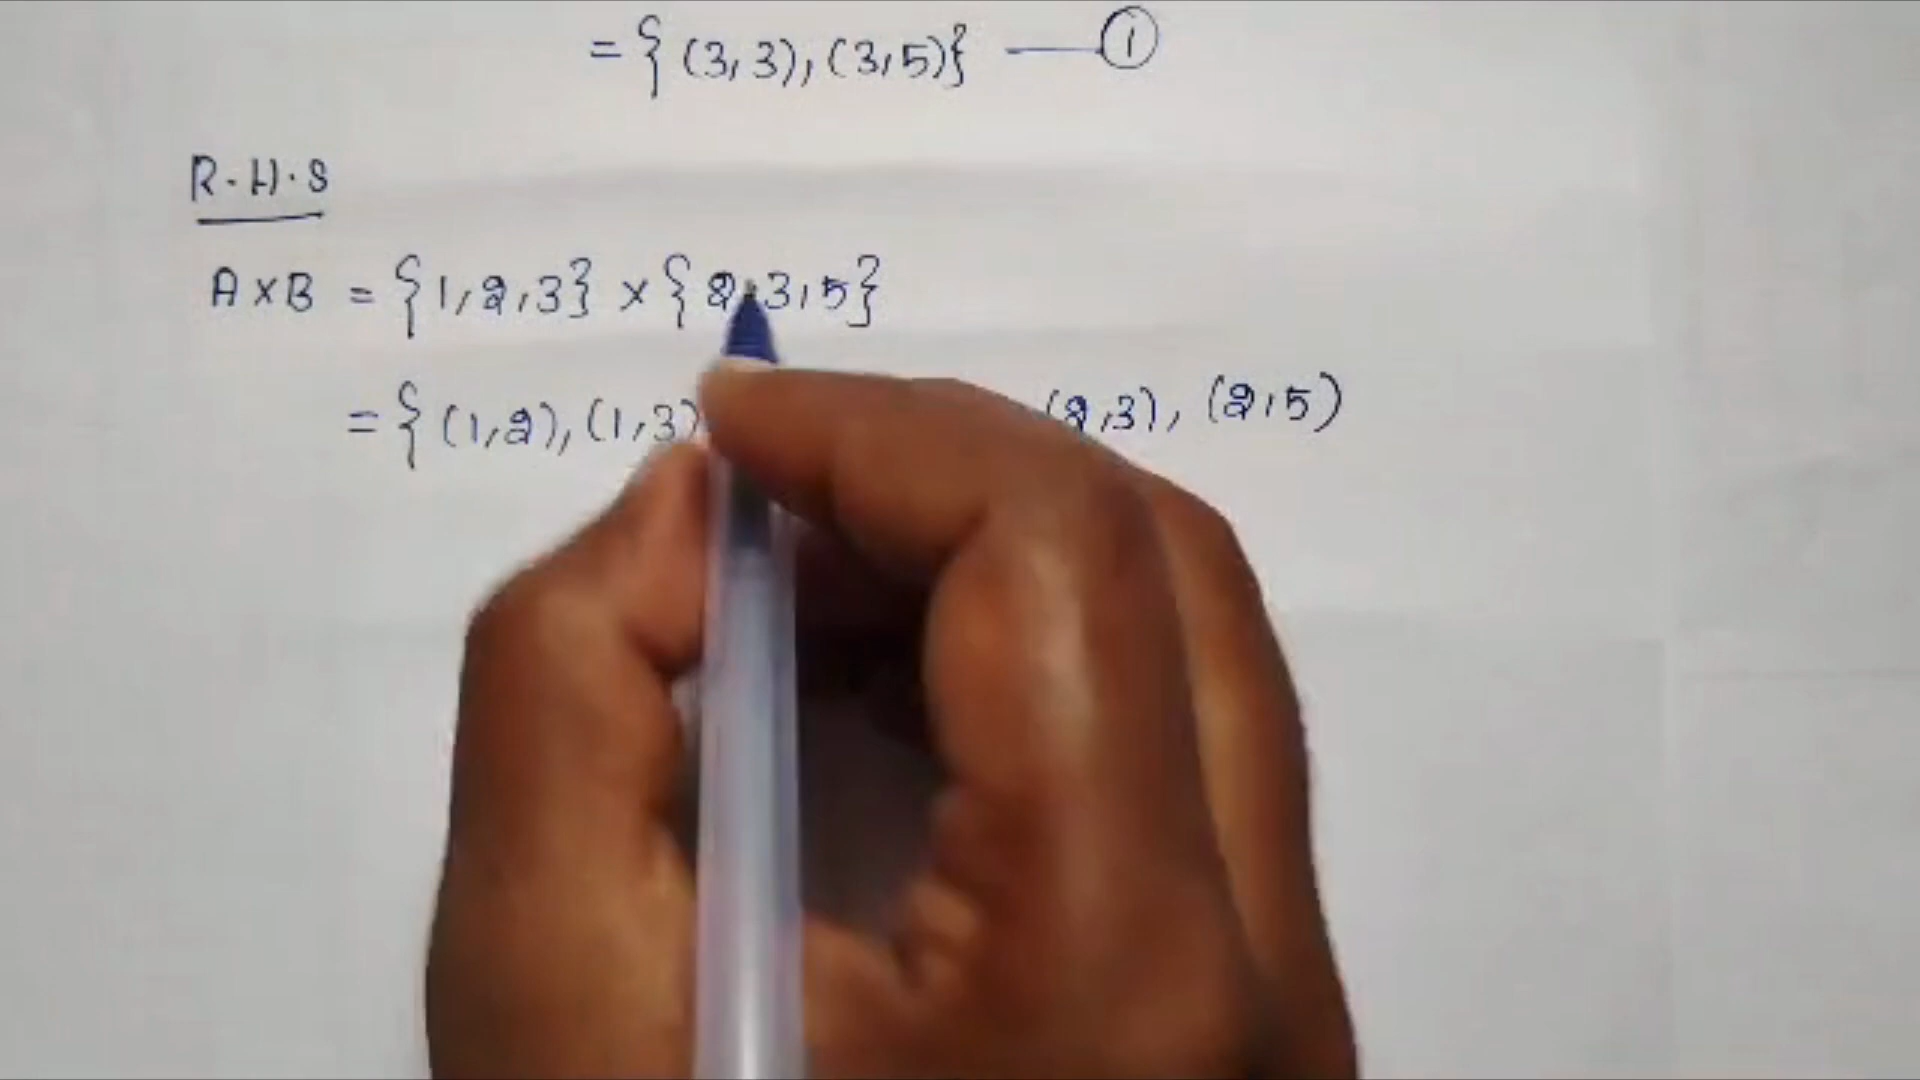 = { (3,3), (3,5)} — ①
R.H.S
A×B = {1,2,3} × {2,3,5}
= { (1,2), (1,3) (2,3), (2,5)